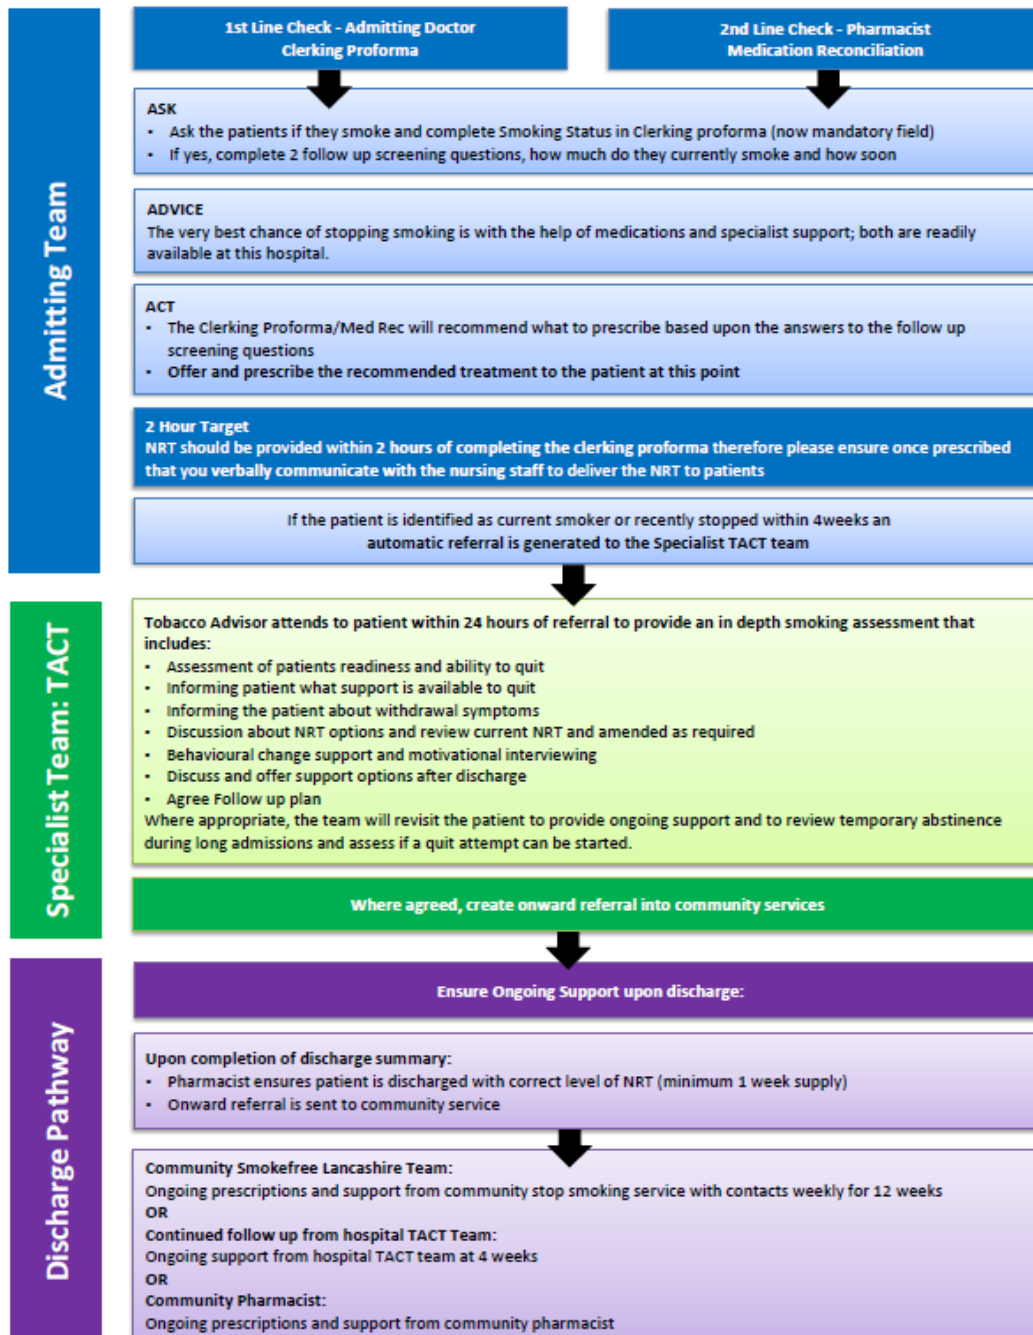 1st Line Check - Admitting Doctor
Clerking Proforma
2nd Line Check - Pharmacist
Medication Reconciliation
Admitting Team
ASK
• Ask the patients if they smoke and complete Smoking Status in Clerking proforma (now mandatory field)
• If yes, complete 2 follow up screening questions, how much do they currently smoke and how soon
ADVICE
The very best chance of stopping smoking is with the help of medications and specialist support; both are readily
available at this hospital.
ACT
• The Clerking Proforma/Med Rec will recommend what to prescribe based upon the answers to the follow up
screening questions
• Offer and prescribe the recommended treatment to the patient at this point
2 Hour Target
NRT should be provided within 2 hours of completing the clerking proforma therefore please ensure once prescribed
that you verbally communicate with the nursing staff to deliver the NRT to patients
If the patient is identified as current smoker or recently stopped within 4weeks an
automatic referral is generated to the Specialist TACT team
Specialist Team: TACT
Tobacco Advisor attends to patient within 24 hours of referral to provide an in depth smoking assessment that
includes:
• Assessment of patients readiness and ability to quit
• Informing patient what support is available to quit
• Informing the patient about withdrawal symptoms
• Discussion about NRT options and review current NRT and amended as required
• Behavioural change support and motivational interviewing
• Discuss and offer support options after discharge
• Agree Follow up plan
Where appropriate, the team will revisit the patient to provide ongoing support and to review temporary abstinence
during long admissions and assess if a quit attempt can be started.
Where agreed, create onward referral into community services
Discharge Pathway
Ensure Ongoing Support upon discharge:
Upon completion of discharge summary:
• Pharmacist ensures patient is discharged with correct level of NRT (minimum 1 week supply)
• Onward referral is sent to community service
Community Smokefree Lancashire Team:
Ongoing prescriptions and support from community stop smoking service with contacts weekly for 12 weeks
OR
Continued follow up from hospital TACT Team:
Ongoing support from hospital TACT team at 4 weeks
OR
Community Pharmacist:
Ongoing prescriptions and support from community pharmacist